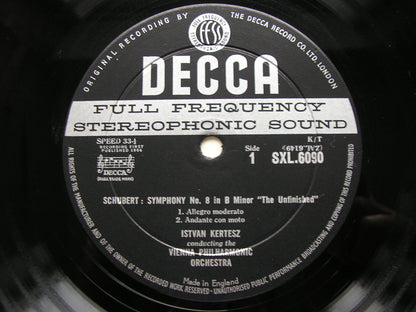 ORIGINAL RECORDING BY
THE DECCA RECORD CO. LTD. LONDON
FULL FREQUENCY
FFSS
DECCA
FULL FREQUENCY
STEREOPHONIC SOUND
SPEED 33⅓
RECORDING FIRST
PUBLISHED 1964
K/T
Side
1
SXL.6090
DECCA
SCHUBERT: SYMPHONY No. 8 in B Minor "The Unfinished"
1. Allegro moderato
2. Andante con moto
ISTVAN KERTESZ
conducting the
VIENNA PHILHARMONIC
ORCHESTRA
Made in England
ALL RIGHTS OF THE MANUFACTURER AND OF THE OWNER OF THE RECORDED WORK RESERVED · UNAUTHORISED PUBLIC PERFORMANCE BROADCASTING AND COPYING OF THIS RECORD PROHIBITED